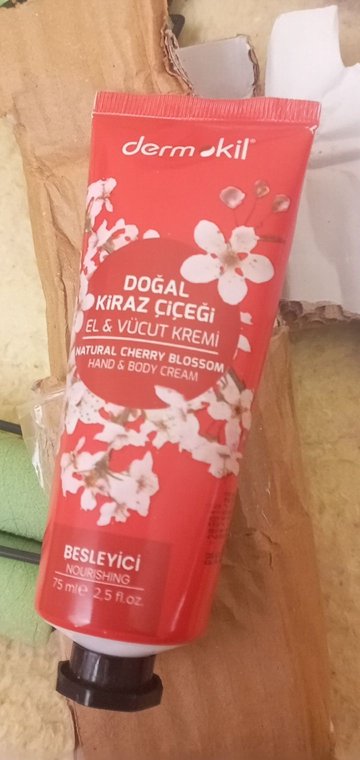 dermokil®
DOĞAL
KİRAZ ÇİÇEĞİ
EL & VÜCUT KREMİ
NATURAL CHERRY BLOSSOM
HAND & BODY CREAM
BESLEYİCİ
NOURISHING
75 ml e 2,5 fl.oz.